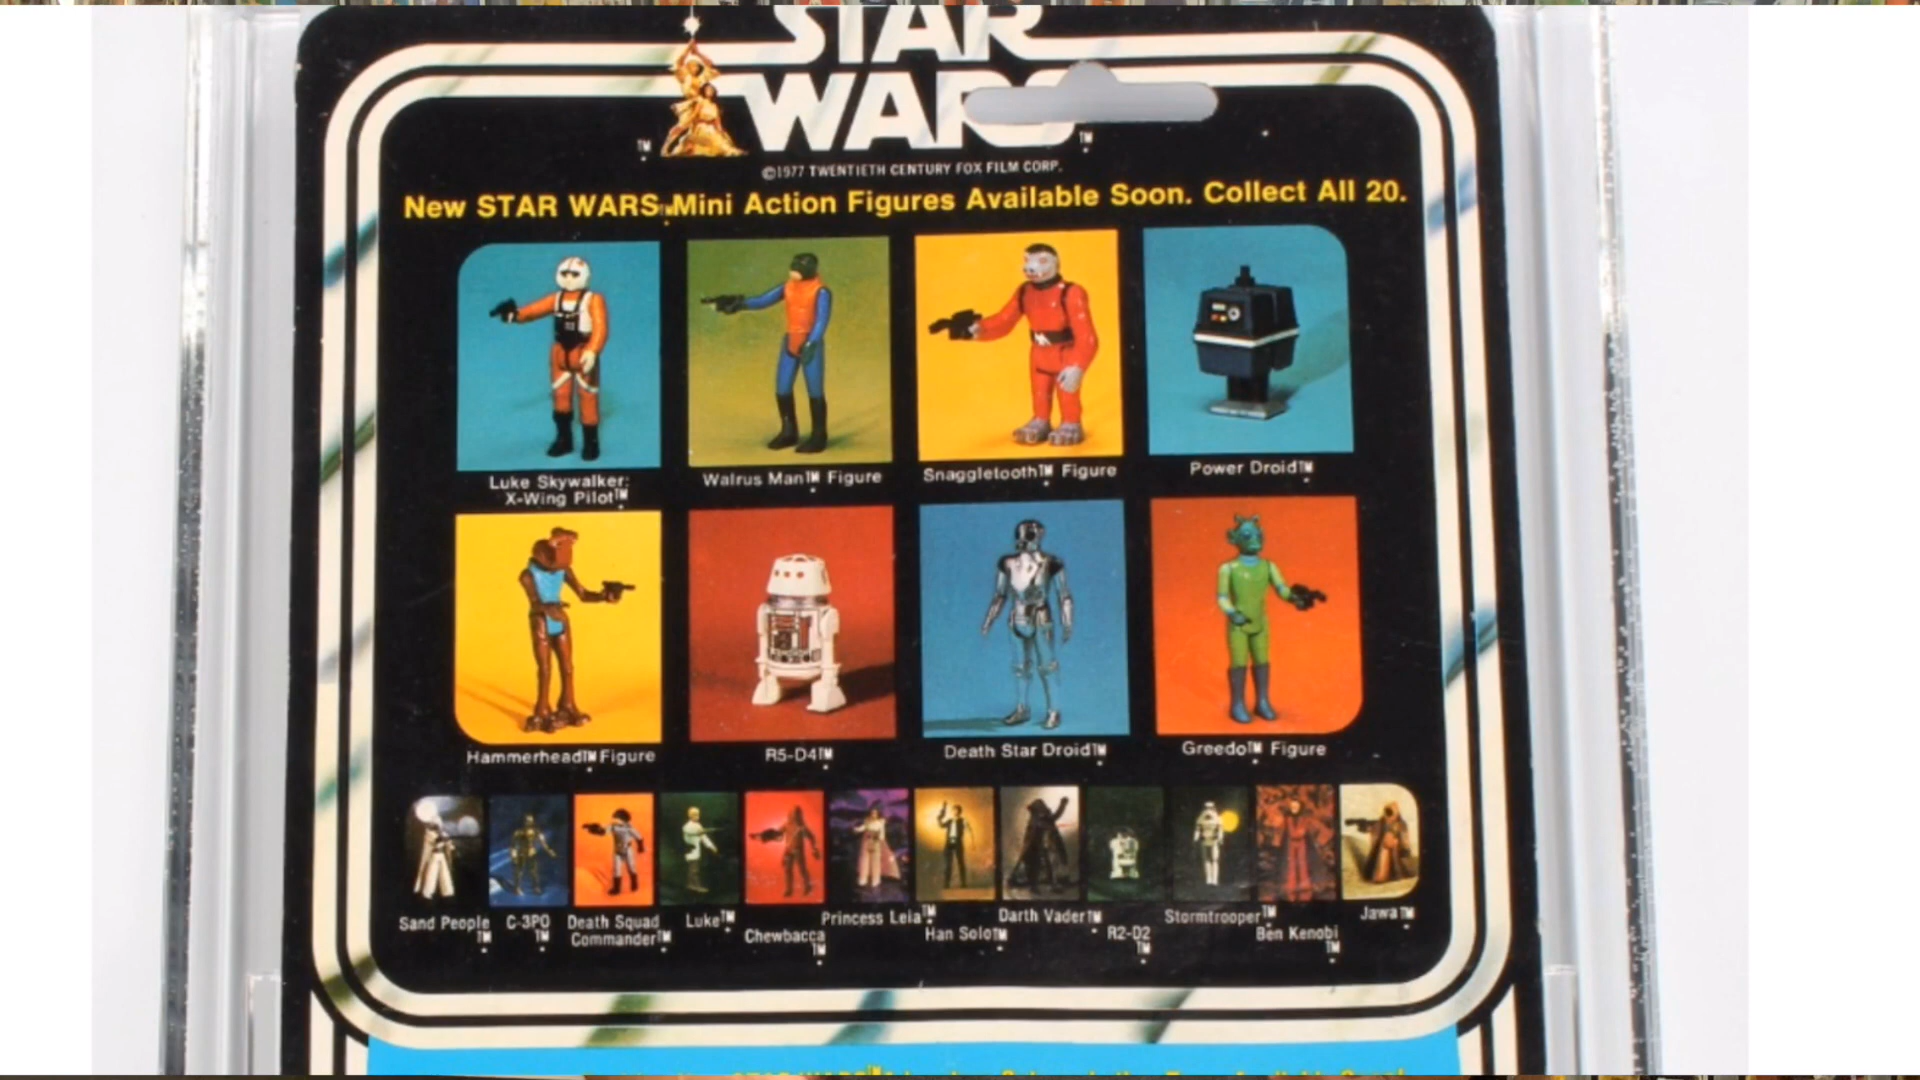 STAR
WARS
TM
TM
©1977 TWENTIETH CENTURY FOX FILM CORP.
New STAR WARS™ Mini Action Figures Available Soon. Collect All 20.
Luke Skywalker:
X-Wing Pilot™
Walrus Man™ Figure
Snaggletooth™ Figure
Power Droid™
Hammerhead™ Figure
R5-D4™
Death Star Droid™
Greedo™ Figure
Sand People
™
C-3PO
™
Death Squad
Commander™
Luke™
Chewbacca
™
Princess Leia™
Han Solo™
Darth Vader™
R2-D2
™
Stormtrooper™
Ben Kenobi
™
Jawa™